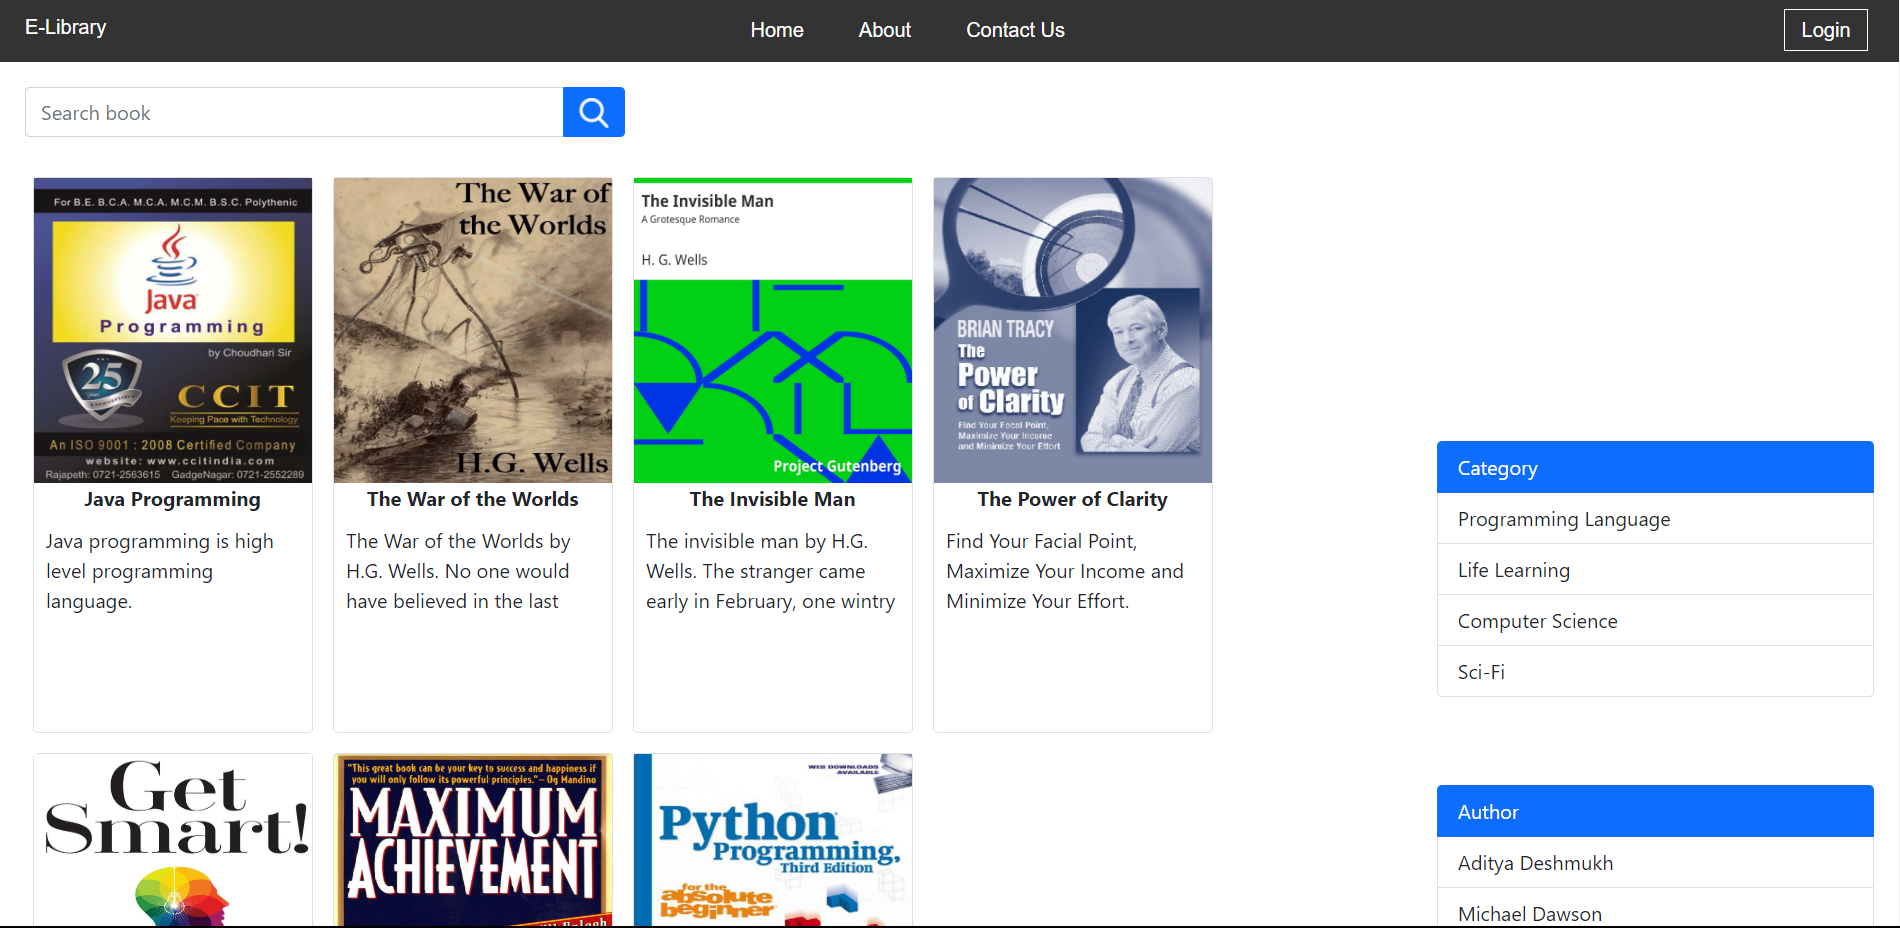 E-Library
Home
About
Contact Us
Login
Search book
For B.E. B.C.A. M.C.A. M.C.M. B.S.C. Polythenic
Java
Programming
by Choudhari Sir
25
ANNIVERSARY
CCIT
Keeping Pace with Technology
An ISO 9001 : 2008 Certified Company
website: www.ccitindia.com
Rajapeth: 0721-2563615 GadgeNagar: 0721-2552289
Java Programming
Java programming is high
level programming
language.
The War of
the Worlds
H.G. Wells
The War of the Worlds
The War of the Worlds by
H.G. Wells. No one would
have believed in the last
The Invisible Man
A Grotesque Romance
H. G. Wells
Project Gutenberg
The Invisible Man
The invisible man by H.G.
Wells. The stranger came
early in February, one wintry
BRIAN TRACY
The
Power
of Clarity
Find Your Focal Point,
Maximize Your Income
and Minimize Your Effort
The Power of Clarity
Find Your Facial Point,
Maximize Your Income and
Minimize Your Effort.
Category
Programming Language
Life Learning
Computer Science
Sci-Fi
Get
Smart!
"This great book can be your key to success and happiness if
you will only follow its powerful principles." – Og Mandino
MAXIMUM
ACHIEVEMENT
WEB DOWNLOADS
AVAILABLE
Python
Programming,
Third Edition
for the
absolute
beginner
Author
Aditya Deshmukh
Michael Dawson